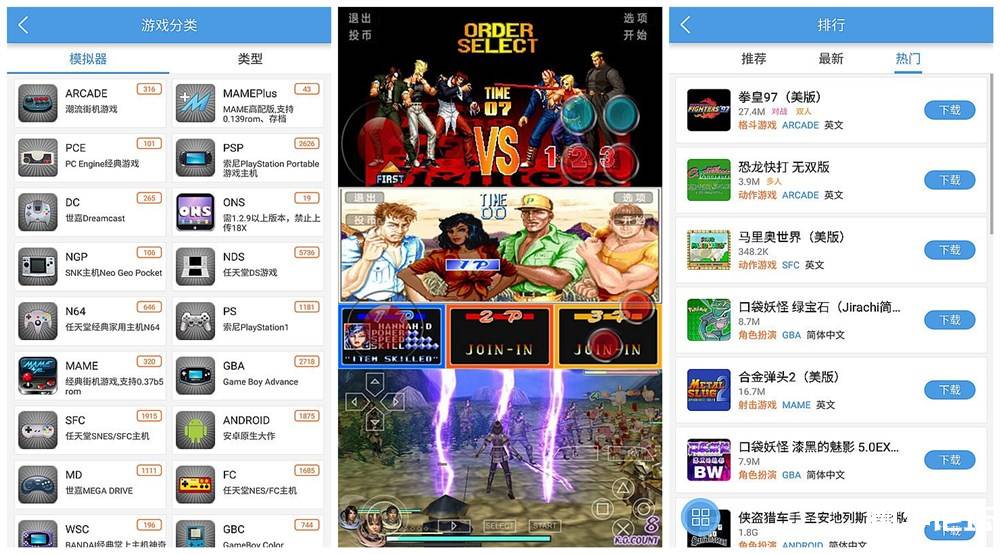 游戏分类
模拟器
类型
ARCADE
316
潮流街机游戏
MAMEPlus
43
MAME高配版,支持
0.139rom、存档
PCE
101
PC Engine经典游戏
PSP
2626
索尼PlayStation Portable
游戏主机
DC
265
世嘉Dreamcast
ONS
19
需1.2.9以上版本，禁止上
传18X
NGP
106
SNK主机Neo Geo Pocket
NDS
5736
任天堂DS游戏
N64
646
任天堂经典家用主机N64
PS
1181
索尼PlayStation1
MAME
320
经典街机游戏,支持0.37b5
rom
GBA
2718
Game Boy Advance
SFC
1915
任天堂SNES/SFC主机
ANDROID
1875
安卓原生大作
MD
1111
世嘉MEGA DRIVE
FC
1685
任天堂NES/FC主机
WSC
196
BANDAI经典掌上主机神奇
GBC
744
GameBoy Color
退出
投币
选项
开始
ORDER
SELECT
TIME
07
VS
1 2 3
FIRST
退出
投币
选项
开始
TIME
00
1P
1P
HANNAH-D
POWER
SPEED
SKILL
"ITEM SKILLED"
2P
JOIN-IN
3P
JOIN-IN
SELECT
START
8
K.O.COUNT
排行
推荐
最新
热门
拳皇97（美版）
27.4M 对战 双人
格斗游戏 ARCADE 英文
下载
恐龙快打 无双版
3.9M 多人
动作游戏 ARCADE 英文
下载
马里奥世界（美版）
348.2K
动作游戏 SFC 英文
下载
口袋妖怪 绿宝石（Jirachi简...
8.7M
角色扮演 GBA 简体中文
下载
合金弹头2（美版）
16.7M
射击游戏 MAME 英文
下载
口袋妖怪 漆黑的魅影 5.0EX...
7.9M
角色扮演 GBA 简体中文
下载
侠盗猎车手 圣安地列斯
版
1.8G
角色扮演 ANDROID 简体中文
下载